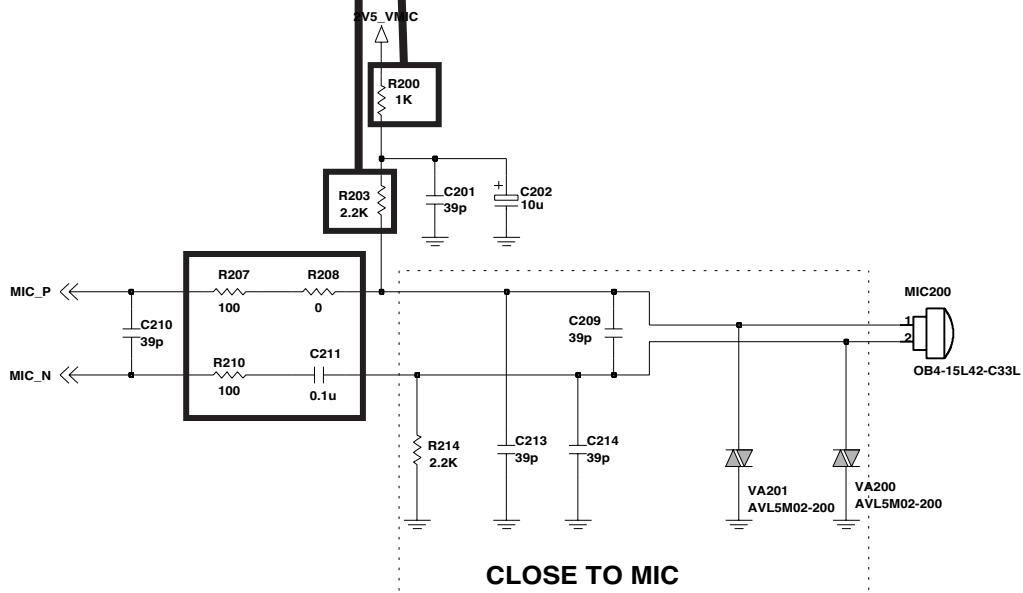 2V5_VMIC
R200
1K
R203
2.2K
C201
39p
+
C202
10u
R207
100
R208
0
MIC_P
C210
39p
MIC_N
R210
100
C211
0.1u
C209
39p
MIC200
1
2
OB4-15L42-C33L
R214
2.2K
C213
39p
C214
39p
VA201
AVL5M02-200
VA200
AVL5M02-200
CLOSE TO MIC